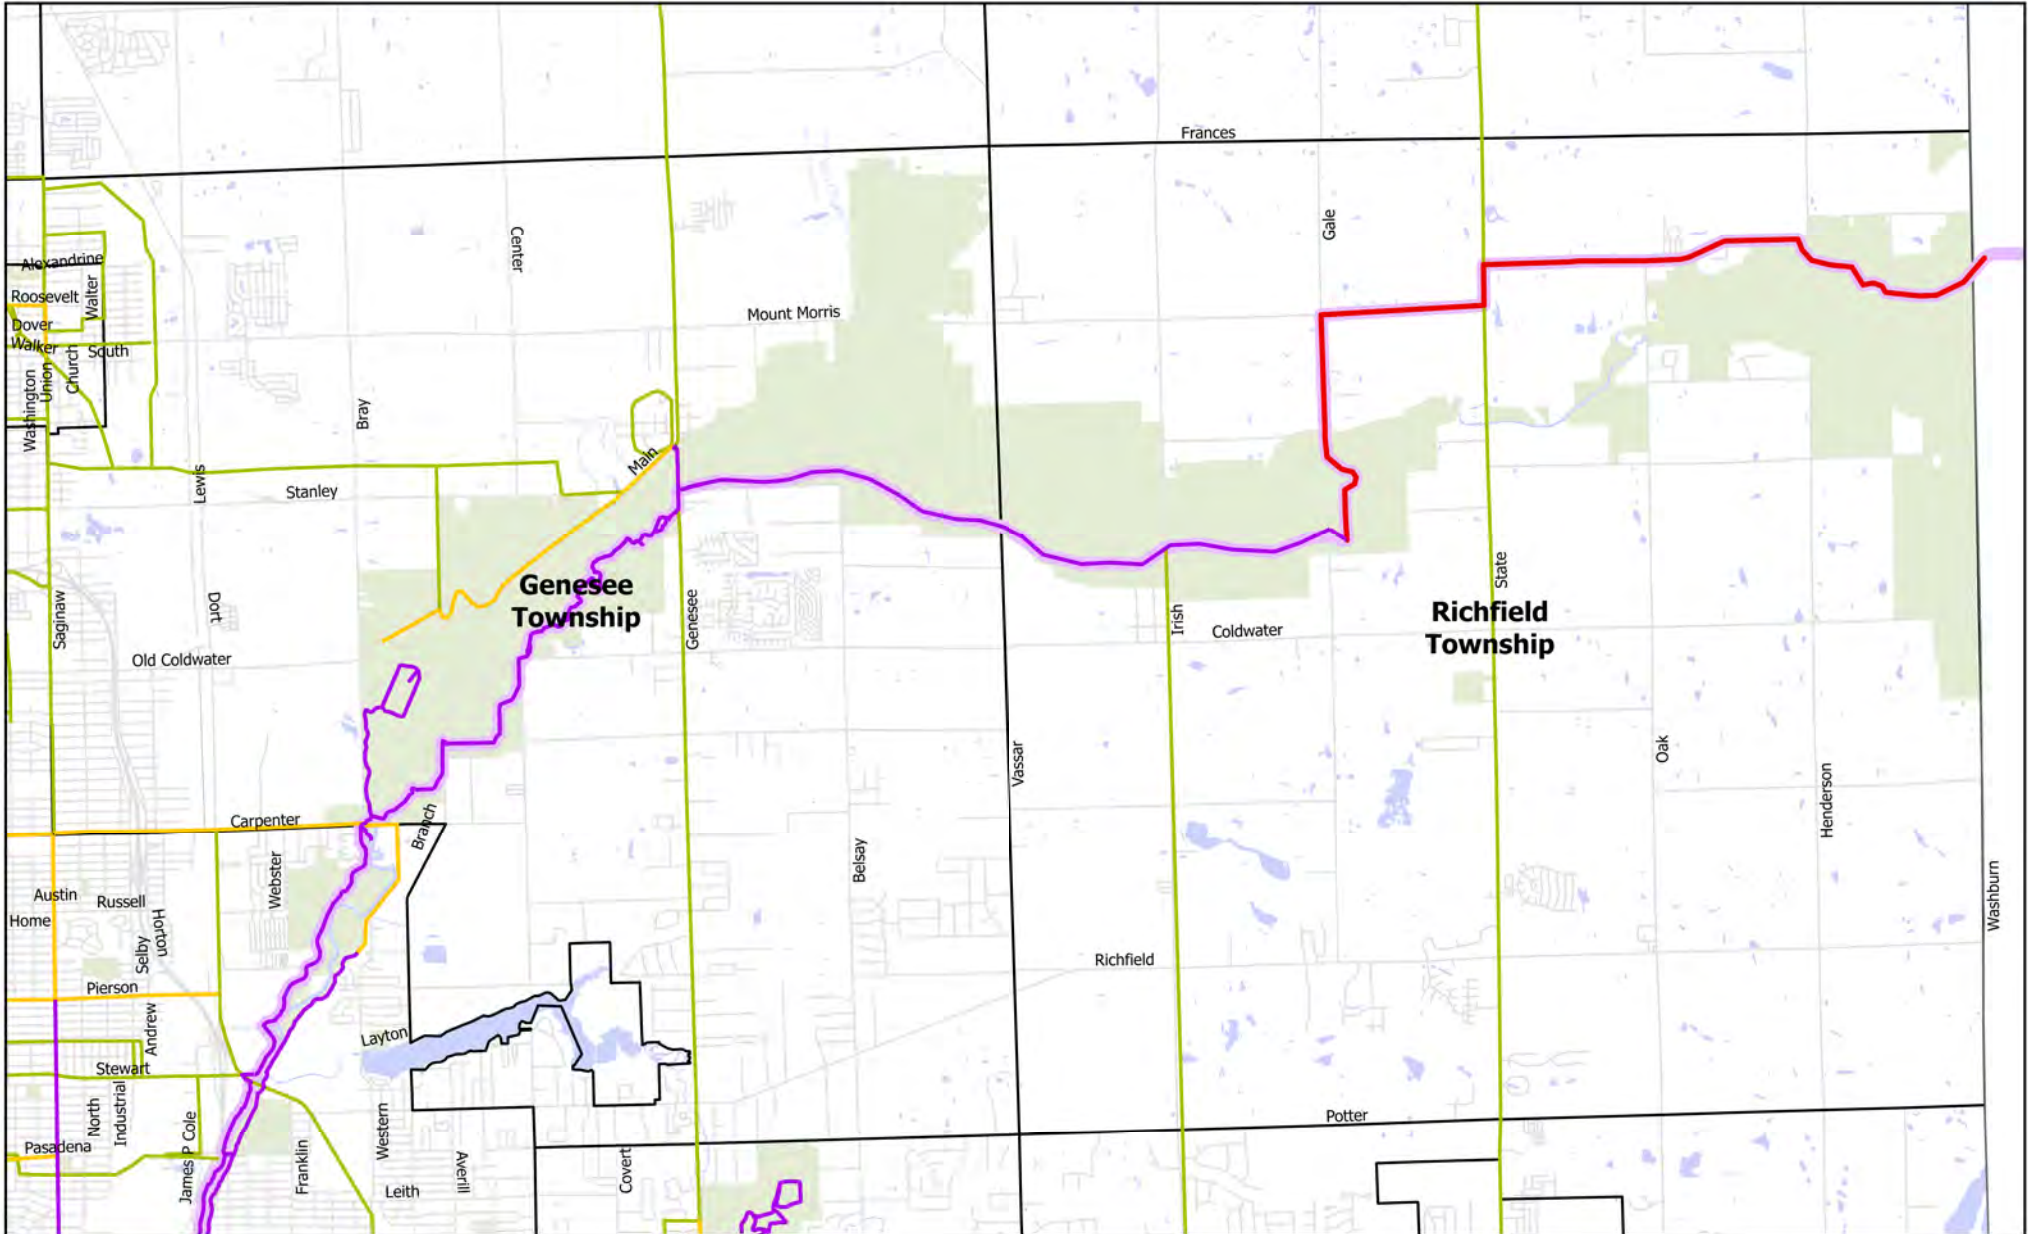 Frances
Gale
Center
Alexandrine
Walter
Roosevelt
Mount Morris
Dover
Walker
South
Church
Union
Washington
Bray
Main
Lewis
Stanley
Genesee
Township
Saginaw
Dort
Genesee
Irish
State
Richfield
Township
Coldwater
Old Coldwater
Vassar
Oak
Henderson
Carpenter
Branch
Webster
Belsay
Washburn
Austin
Russell
Home
Horton
Selby
Richfield
Pierson
Andrew
Layton
Stewart
North
Industrial
James P Cole
Western
Potter
Pasadena
Franklin
Averill
Covert
Leith